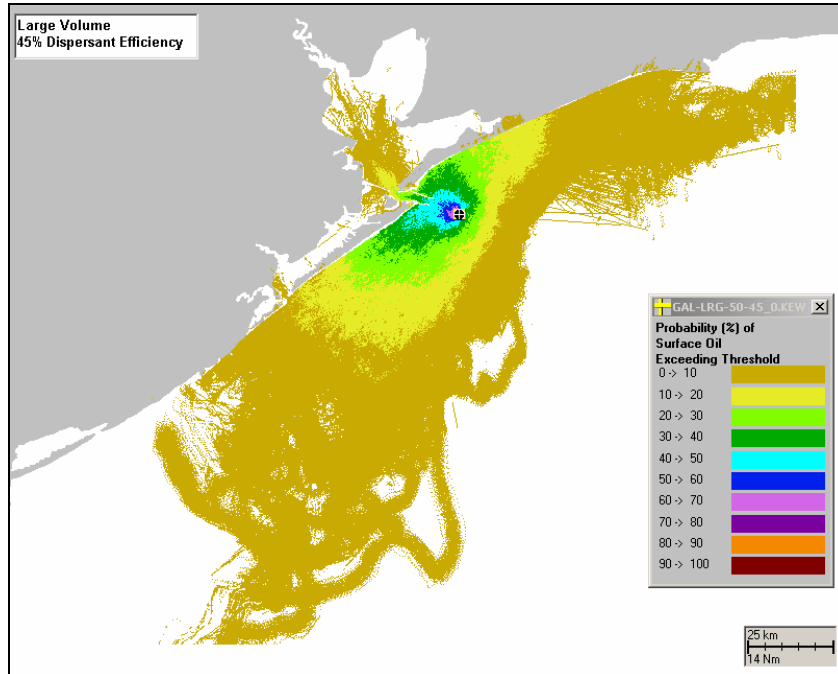 Large Volume
45% Dispersant Efficiency
GAL-LRG-50-45_0.KEW
Probability (%) of
Surface Oil
Exceeding Threshold
0 -> 10
10 -> 20
20 -> 30
30 -> 40
40 -> 50
50 -> 60
60 -> 70
70 -> 80
80 -> 90
90 -> 100
25 km
14 Nm